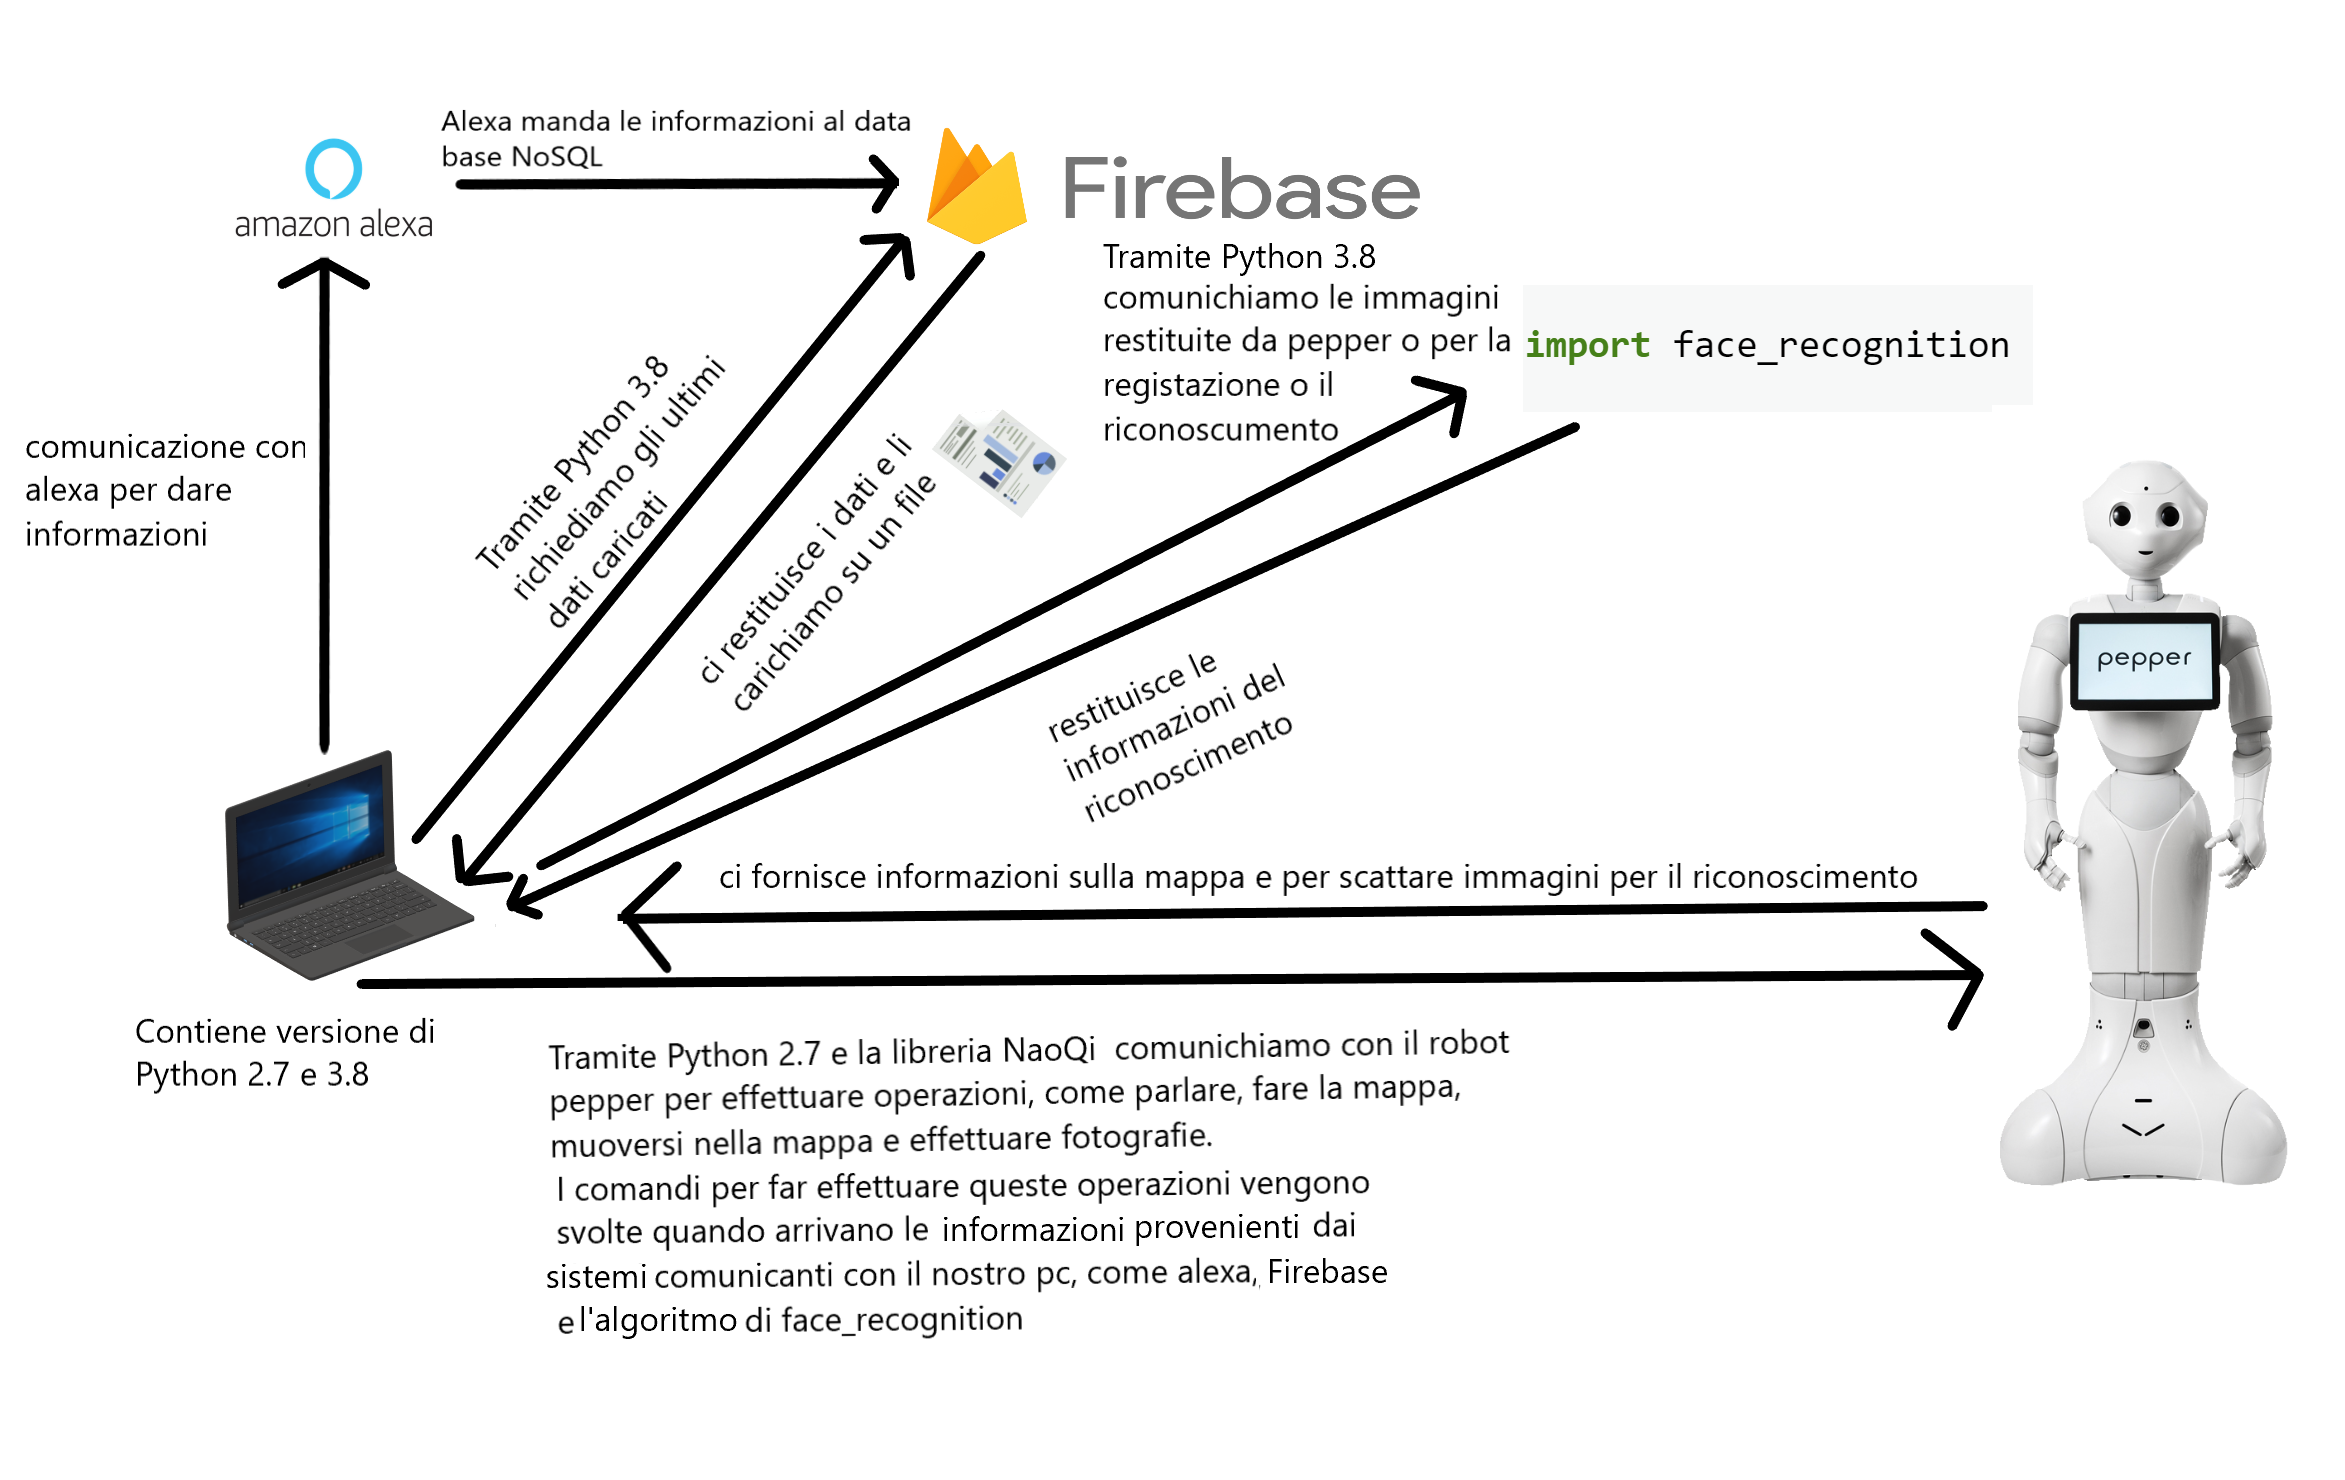 Alexa manda le informazioni al data
base NoSQL
amazon alexa
Firebase
Tramite Python 3.8
comunichiamo le immagini
restituite da pepper o per la
registazione o il
riconoscumento
import face_recognition
comunicazione con
alexa per dare
informazioni
Tramite Python 3.8
richiediamo gli ultimi
dati caricati
ci restituisce i dati e li
carichiamo su un file
restituisce le
informazioni del
riconoscimento
pepper
ci fornisce informazioni sulla mappa e per scattare immagini per il riconoscimento
Contiene versione di
Python 2.7 e 3.8
Tramite Python 2.7 e la libreria NaoQi comunichiamo con il robot
pepper per effettuare operazioni, come parlare, fare la mappa,
muoversi nella mappa e effettuare fotografie.
I comandi per far effettuare queste operazioni vengono
svolte quando arrivano le informazioni provenienti dai
sistemi comunicanti con il nostro pc, come alexa, Firebase
e l'algoritmo di face_recognition